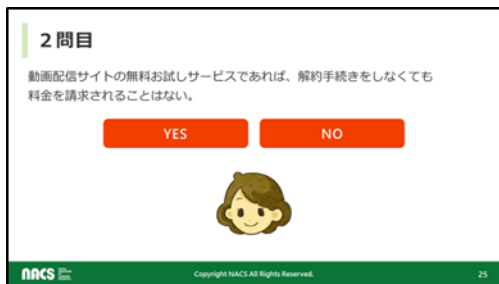 2問目
動画配信サイトの無料お試しサービスであれば、解約手続きをしなくても
料金を請求されることはない。
YES
NO
NACS
Copyright NACS All Rights Reserved.
25